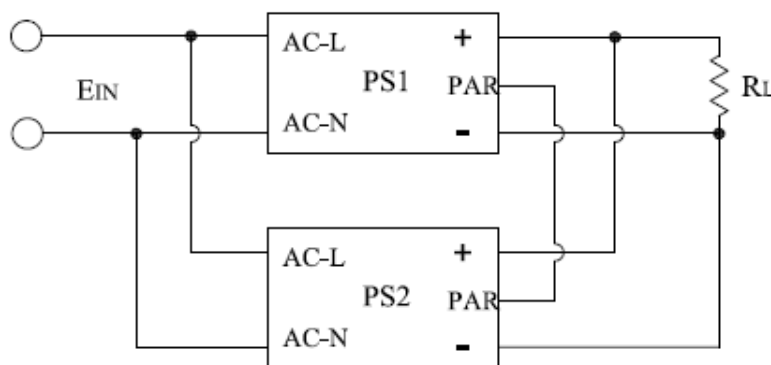 AC-L
+
PS1
PAR
EIN
RL
AC-N
-
AC-L
+
PS2
PAR
AC-N
-